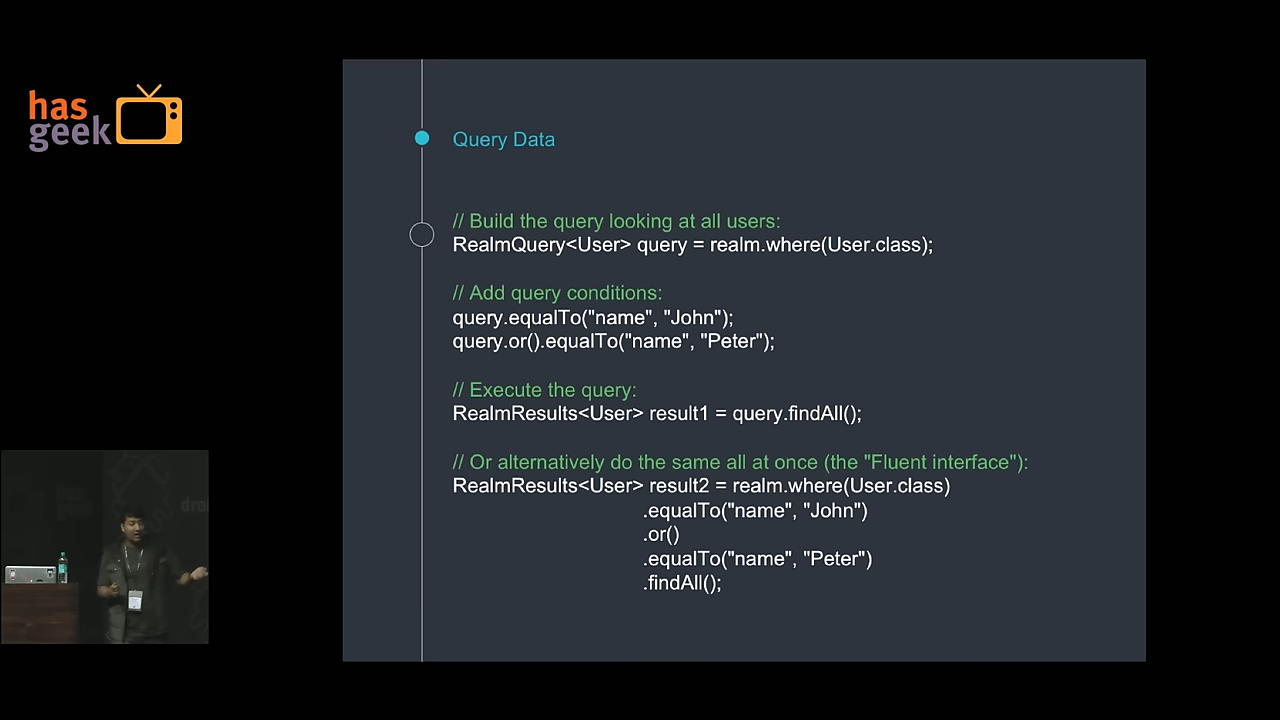 has
geek
Query Data
// Build the query looking at all users:
RealmQuery<User> query = realm.where(User.class);
// Add query conditions:
query.equalTo("name", "John");
query.or().equalTo("name", "Peter");
// Execute the query:
RealmResults<User> result1 = query.findAll();
// Or alternatively do the same all at once (the "Fluent interface"):
RealmResults<User> result2 = realm.where(User.class)
.equalTo("name", "John")
.or()
.equalTo("name", "Peter")
.findAll();